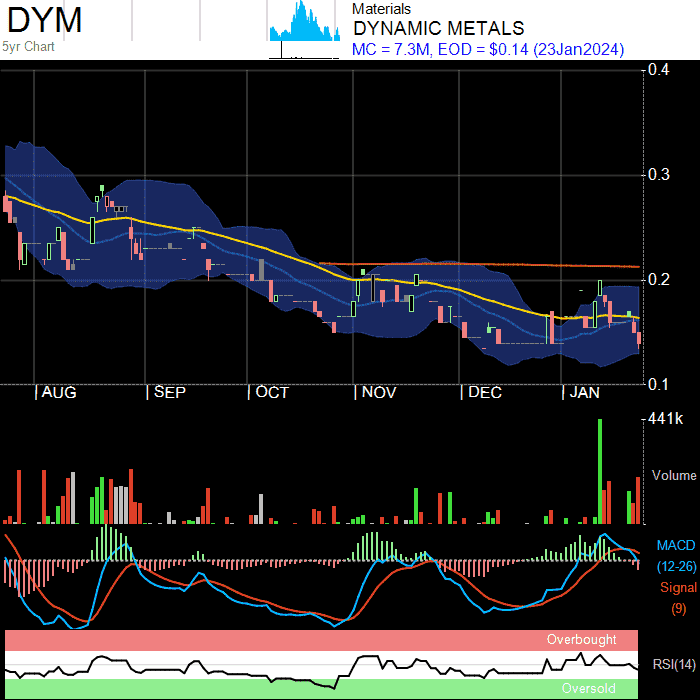 DYM
5yr Chart
Materials
DYNAMIC METALS
MC = 7.3M, EOD = $0.14 (23Jan2024)
0.4
0.3
0.2
0.1
AUG SEP OCT NOV DEC JAN
441k
Volume
MACD
(12-26)
Signal
(9)
Overbought
RSI(14)
Oversold